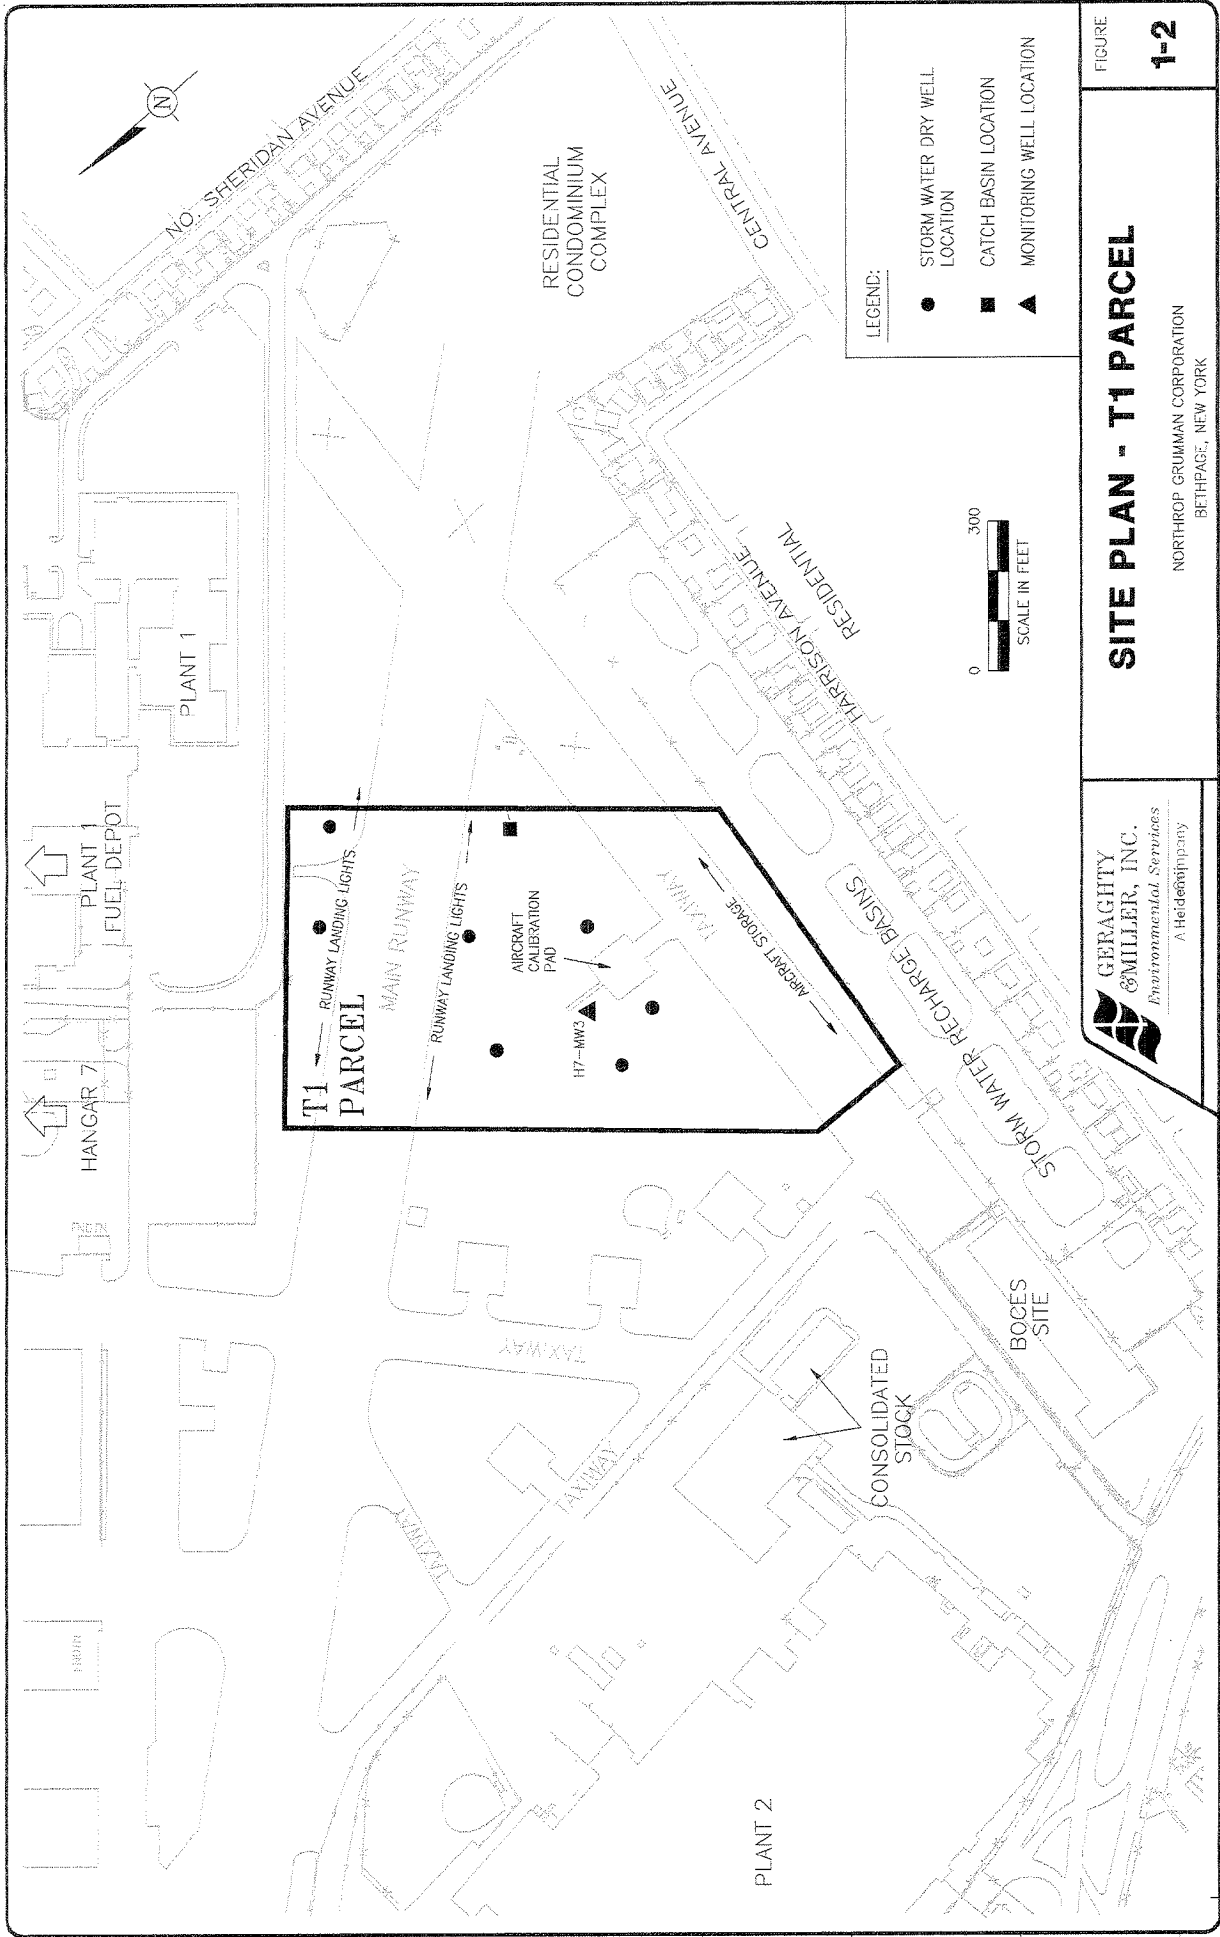 NO. SHERIDAN AVENUE
N
RESIDENTIAL
CONDOMINIUM
COMPLEX
CENTRAL AVENUE
PLANT 1
PLANT 1
FUEL DEPOT
HANGAR 7
T1
PARCEL
RUNWAY LANDING LIGHTS
MAIN RUNWAY
RUNWAY LANDING LIGHTS
AIRCRAFT
CALIBRATION
PAD
H7-MW3
TAXIWAY
AIRCRAFT STORAGE
STORM WATER RECHARGE BASINS
HARRISON AVENUE
RESIDENTIAL
TAXIWAY
TAXIWAY
TAXIWAY
CONSOLIDATED
STOCK
BOCES
SITE
PLANT 2
LEGEND:
STORM WATER DRY WELL
LOCATION
CATCH BASIN LOCATION
MONITORING WELL LOCATION
0 300
SCALE IN FEET
GERAGHTY
& MILLER, INC.
Environmental Services
SITE PLAN - T1 PARCEL
NORTHROP GRUMMAN CORPORATION
BETHPAGE, NEW YORK
FIGURE
1-2